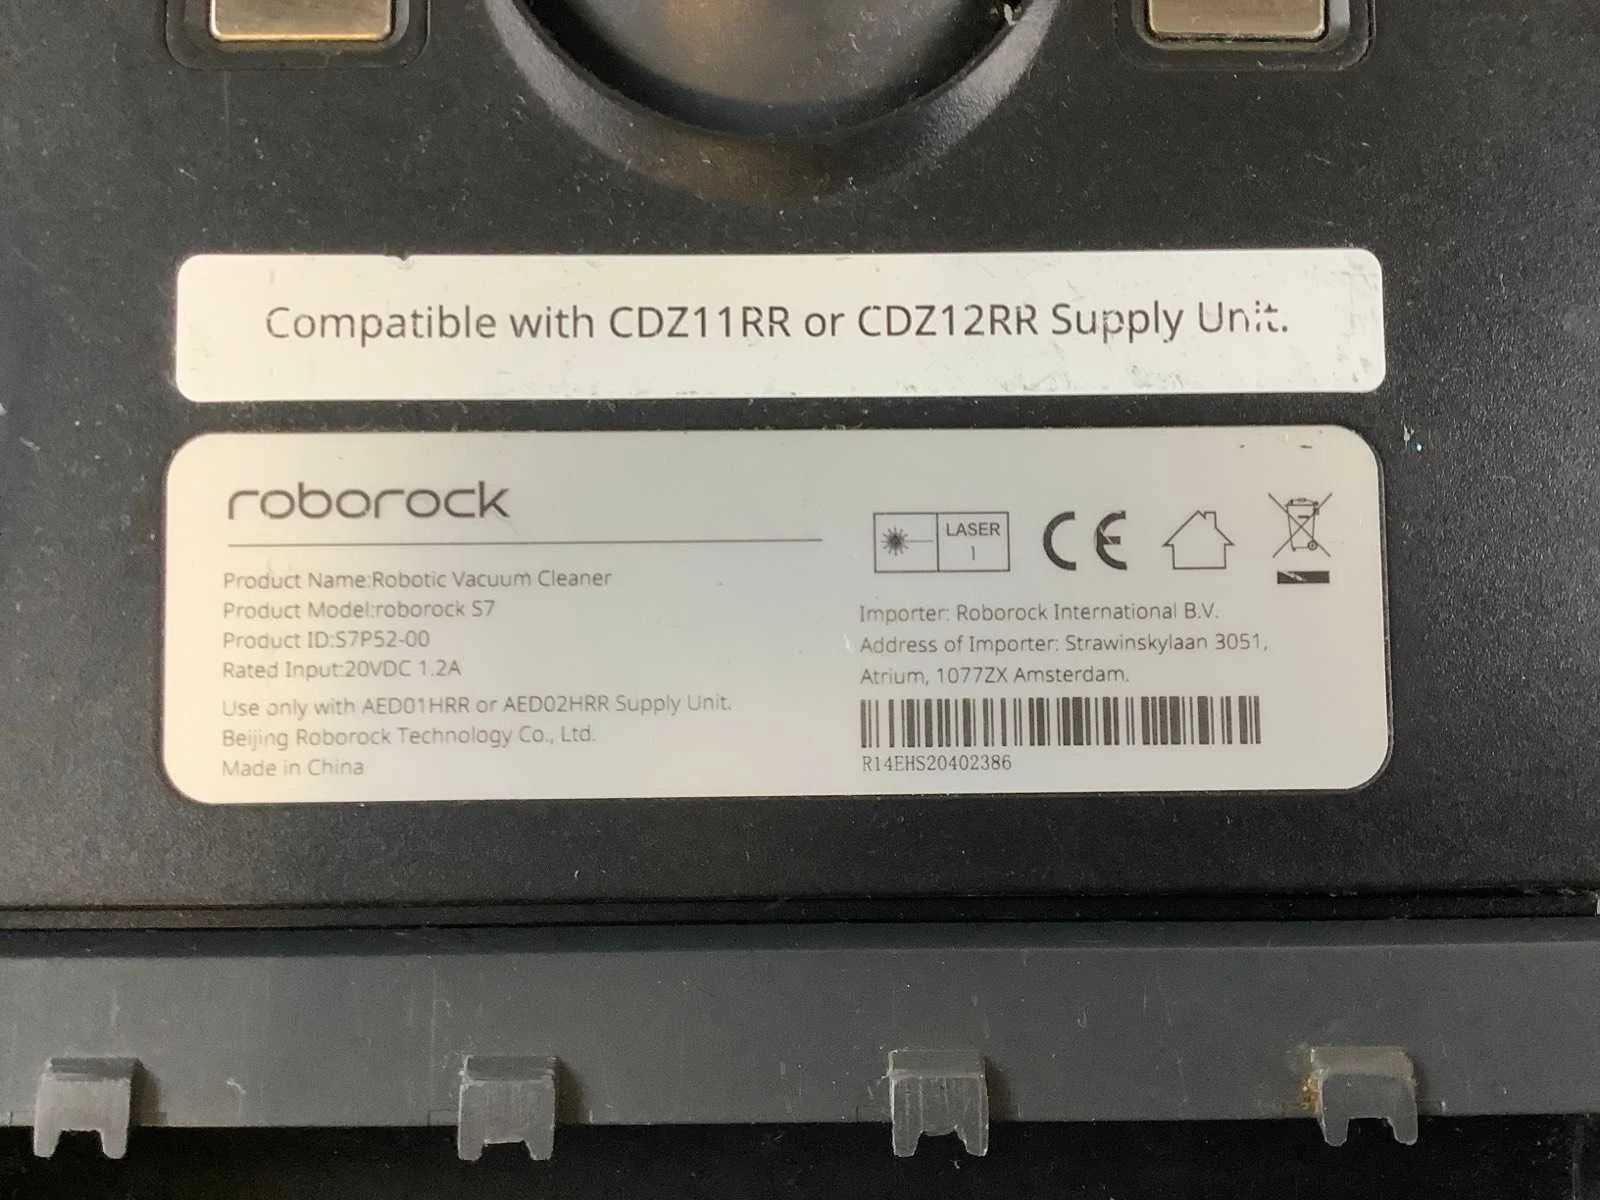 Compatible with CDZ11RR or CDZ12RR Supply Unit.
roborock
Product Name:Robotic Vacuum Cleaner
Product Model:roborock S7
Product ID:S7P52-00
Rated Input:20VDC 1.2A
Use only with AED01HRR or AED02HRR Supply Unit.
Beijing Roborock Technology Co., Ltd.
Made in China
LASER
1
CE
Importer: Roborock International B.V.
Address of Importer: Strawinskylaan 3051,
Atrium, 1077ZX Amsterdam.
R14EHS20402386